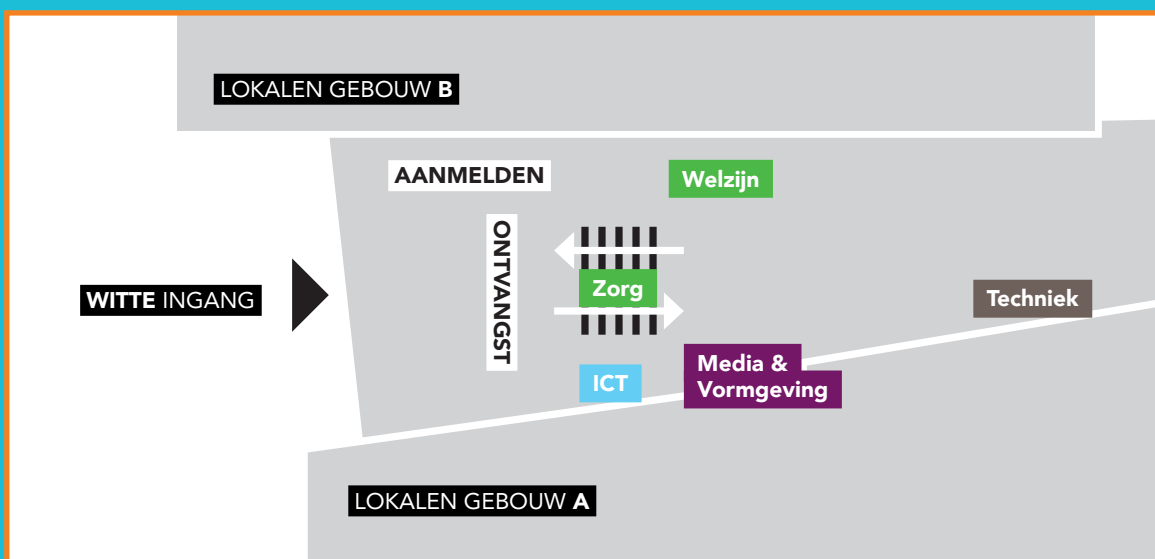 LOKALEN GEBOUW B
AANMELDEN
Welzijn
ONTVANGST
Zorg
WITTE INGANG
Techniek
Media &
Vormgeving
ICT
LOKALEN GEBOUW A